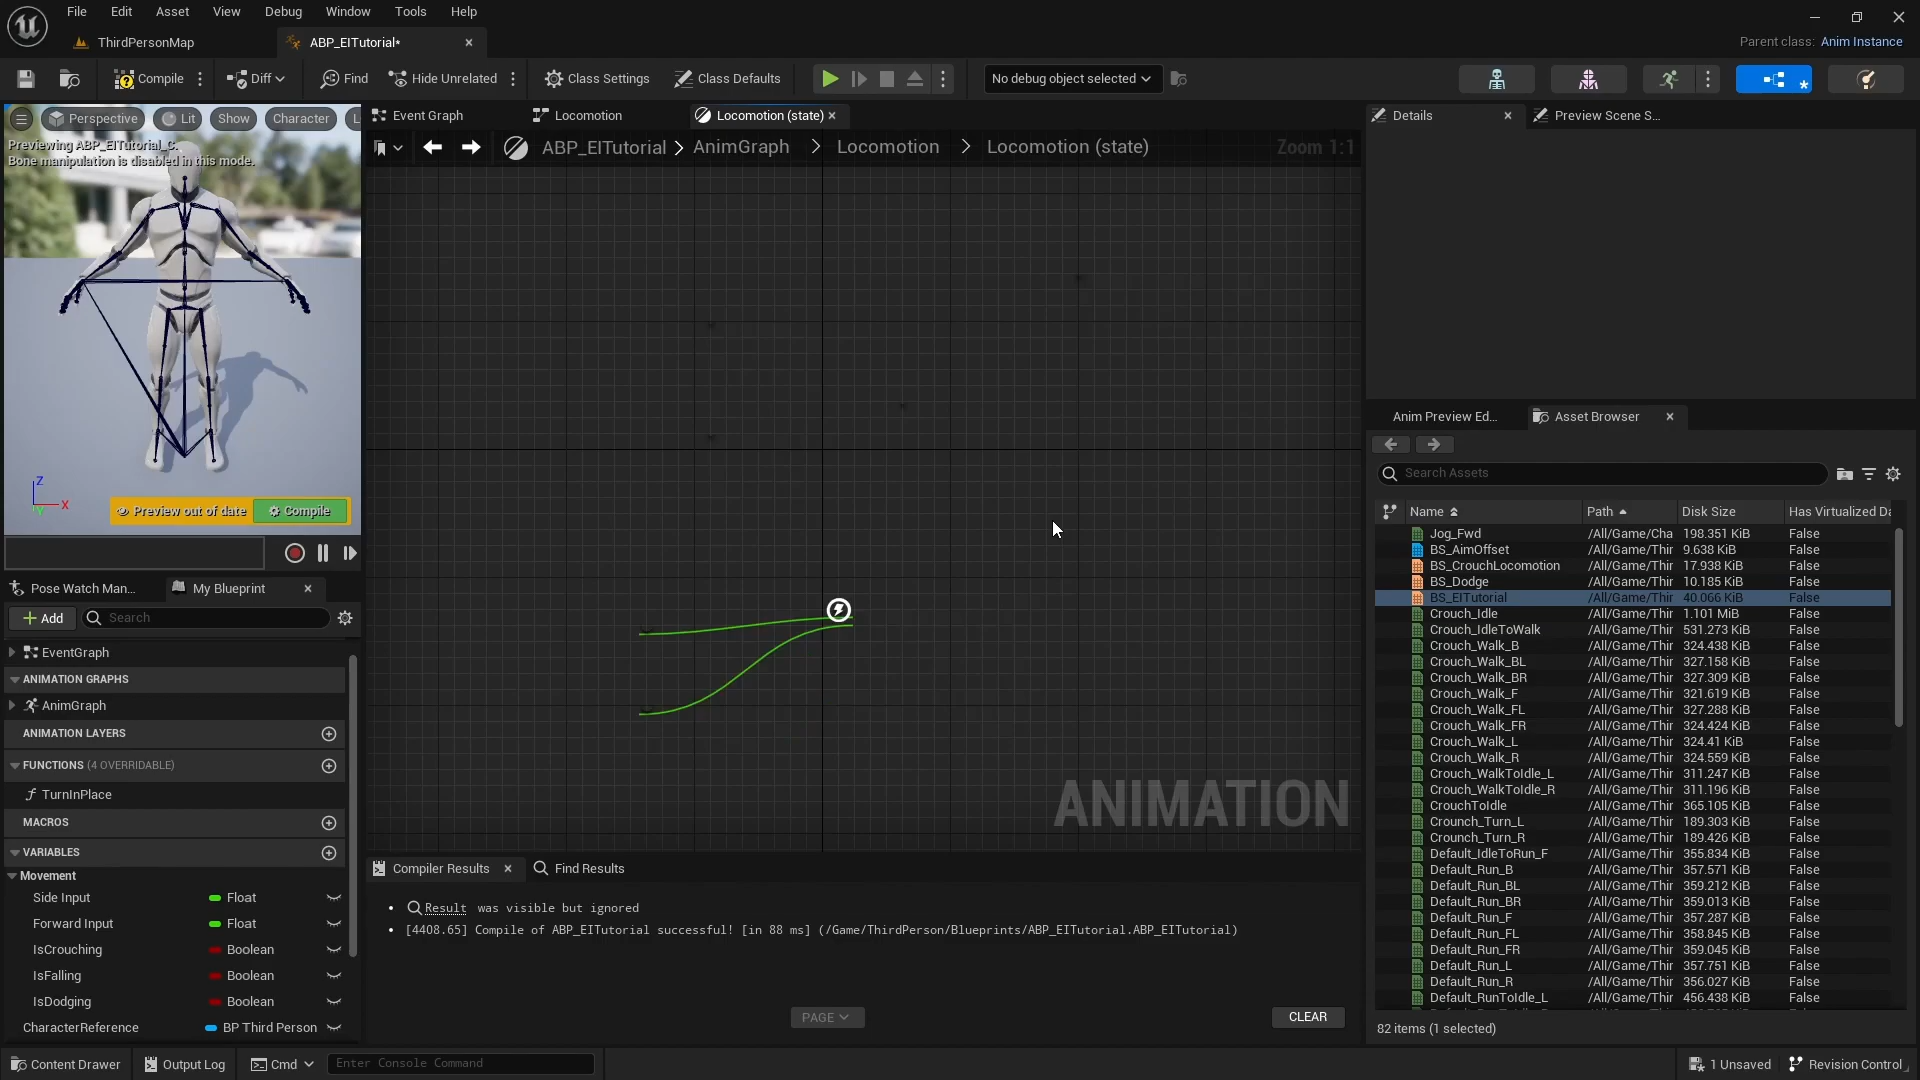 File Edit Asset View Debug Window Tools Help
ThirdPersonMap
ABP_EITutorial*
Parent class: Anim Instance
Compile
Diff
Find
Hide Unrelated
Class Settings
Class Defaults
No debug object selected
Perspective Lit Show Character L
Previewing ABP_EITutorial_C.
Bone manipulation is disabled in this mode.
Z
X
Y
Preview out of date
Compile
Pose Watch Man...
My Blueprint
Add
Search
EventGraph
ANIMATION GRAPHS
AnimGraph
ANIMATION LAYERS
FUNCTIONS (4 OVERRIDABLE)
TurnInPlace
MACROS
VARIABLES
Movement
Side Input Float
Forward Input Float
IsCrouching Boolean
IsFalling Boolean
IsDodging Boolean
CharacterReference BP Third Person
Event Graph
Locomotion
Locomotion (state)
ABP_EITutorial > AnimGraph > Locomotion > Locomotion (state)
Zoom 1:1
ANIMATION
Compiler Results
Find Results
• Result was visible but ignored
• [4408.65] Compile of ABP_EITutorial successful! [in 88 ms] (/Game/ThirdPerson/Blueprints/ABP_EITutorial.ABP_EITutorial)
PAGE
CLEAR
Details
Preview Scene S...
Anim Preview Ed...
Asset Browser
Search Assets
Name Path Disk Size Has Virtualized Da
Jog_Fwd /All/Game/Cha 198.351 KiB False
BS_AimOffset /All/Game/Thir 9.638 KiB False
BS_CrouchLocomotion /All/Game/Thir 17.938 KiB False
BS_Dodge /All/Game/Thir 10.185 KiB False
BS_EITutorial /All/Game/Thir 40.066 KiB False
Crouch_Idle /All/Game/Thir 1.101 MiB False
Crouch_IdleToWalk /All/Game/Thir 531.273 KiB False
Crouch_Walk_B /All/Game/Thir 324.438 KiB False
Crouch_Walk_BL /All/Game/Thir 327.158 KiB False
Crouch_Walk_BR /All/Game/Thir 327.309 KiB False
Crouch_Walk_F /All/Game/Thir 321.619 KiB False
Crouch_Walk_FL /All/Game/Thir 327.288 KiB False
Crouch_Walk_FR /All/Game/Thir 324.424 KiB False
Crouch_Walk_L /All/Game/Thir 324.41 KiB False
Crouch_Walk_R /All/Game/Thir 324.559 KiB False
Crouch_WalkToIdle_L /All/Game/Thir 311.247 KiB False
Crouch_WalkToIdle_R /All/Game/Thir 311.196 KiB False
CrouchToIdle /All/Game/Thir 365.105 KiB False
Crounch_Turn_L /All/Game/Thir 189.303 KiB False
Crounch_Turn_R /All/Game/Thir 189.426 KiB False
Default_IdleToRun_F /All/Game/Thir 355.834 KiB False
Default_Run_B /All/Game/Thir 357.571 KiB False
Default_Run_BL /All/Game/Thir 359.212 KiB False
Default_Run_BR /All/Game/Thir 359.013 KiB False
Default_Run_F /All/Game/Thir 357.287 KiB False
Default_Run_FL /All/Game/Thir 358.845 KiB False
Default_Run_FR /All/Game/Thir 359.045 KiB False
Default_Run_L /All/Game/Thir 357.751 KiB False
Default_Run_R /All/Game/Thir 356.027 KiB False
Default_RunToIdle_L /All/Game/Thir 456.438 KiB False
82 items (1 selected)
Content Drawer
Output Log
Cmd
Enter Console Command
1 Unsaved
Revision Control